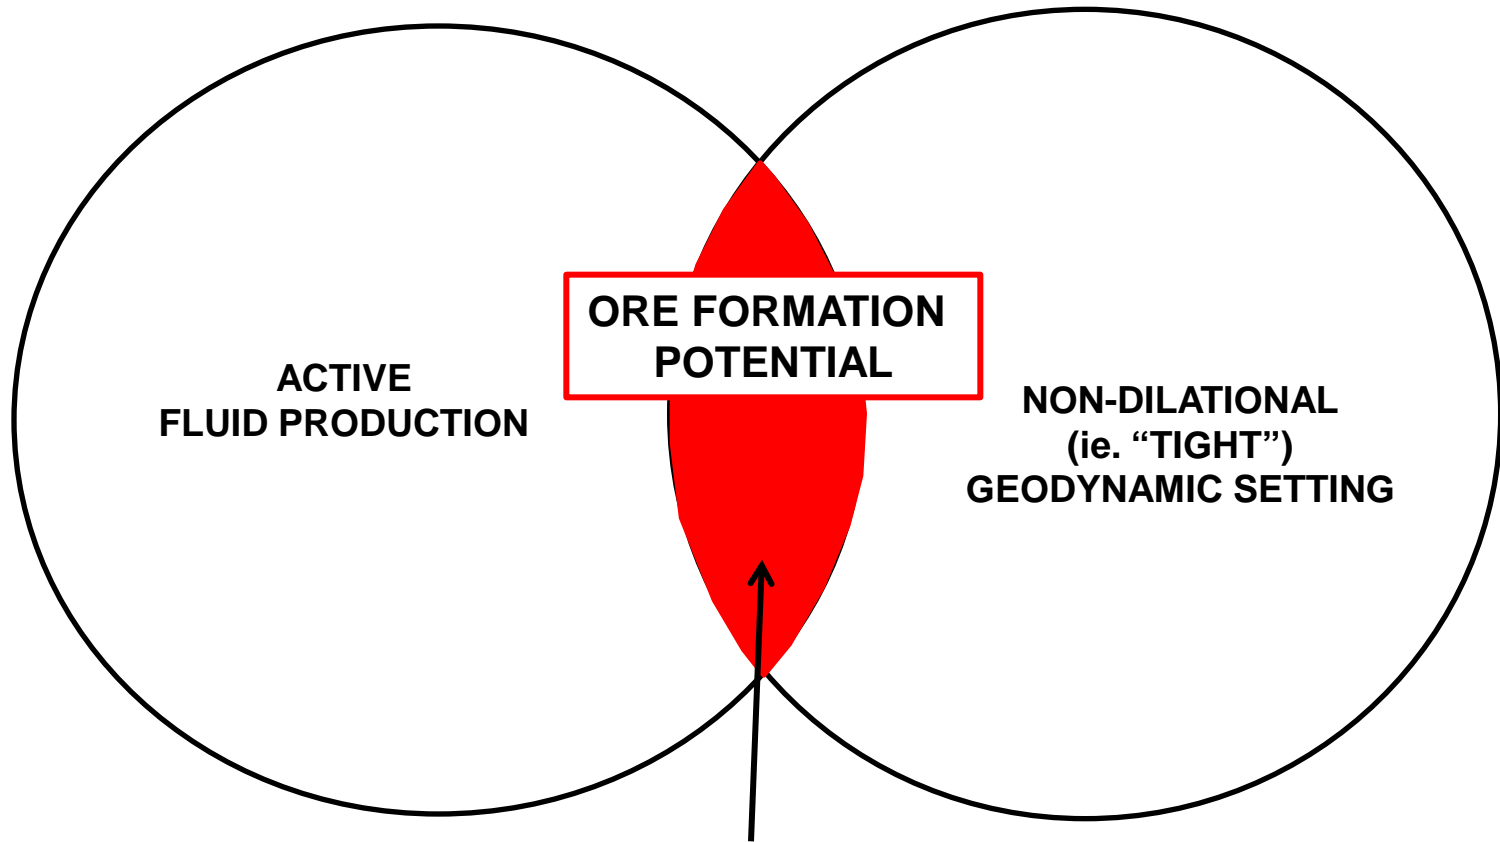 ORE FORMATION
POTENTIAL
ACTIVE
FLUID PRODUCTION
NON-DILATIONAL
(ie. “TIGHT”)
GEODYNAMIC SETTING